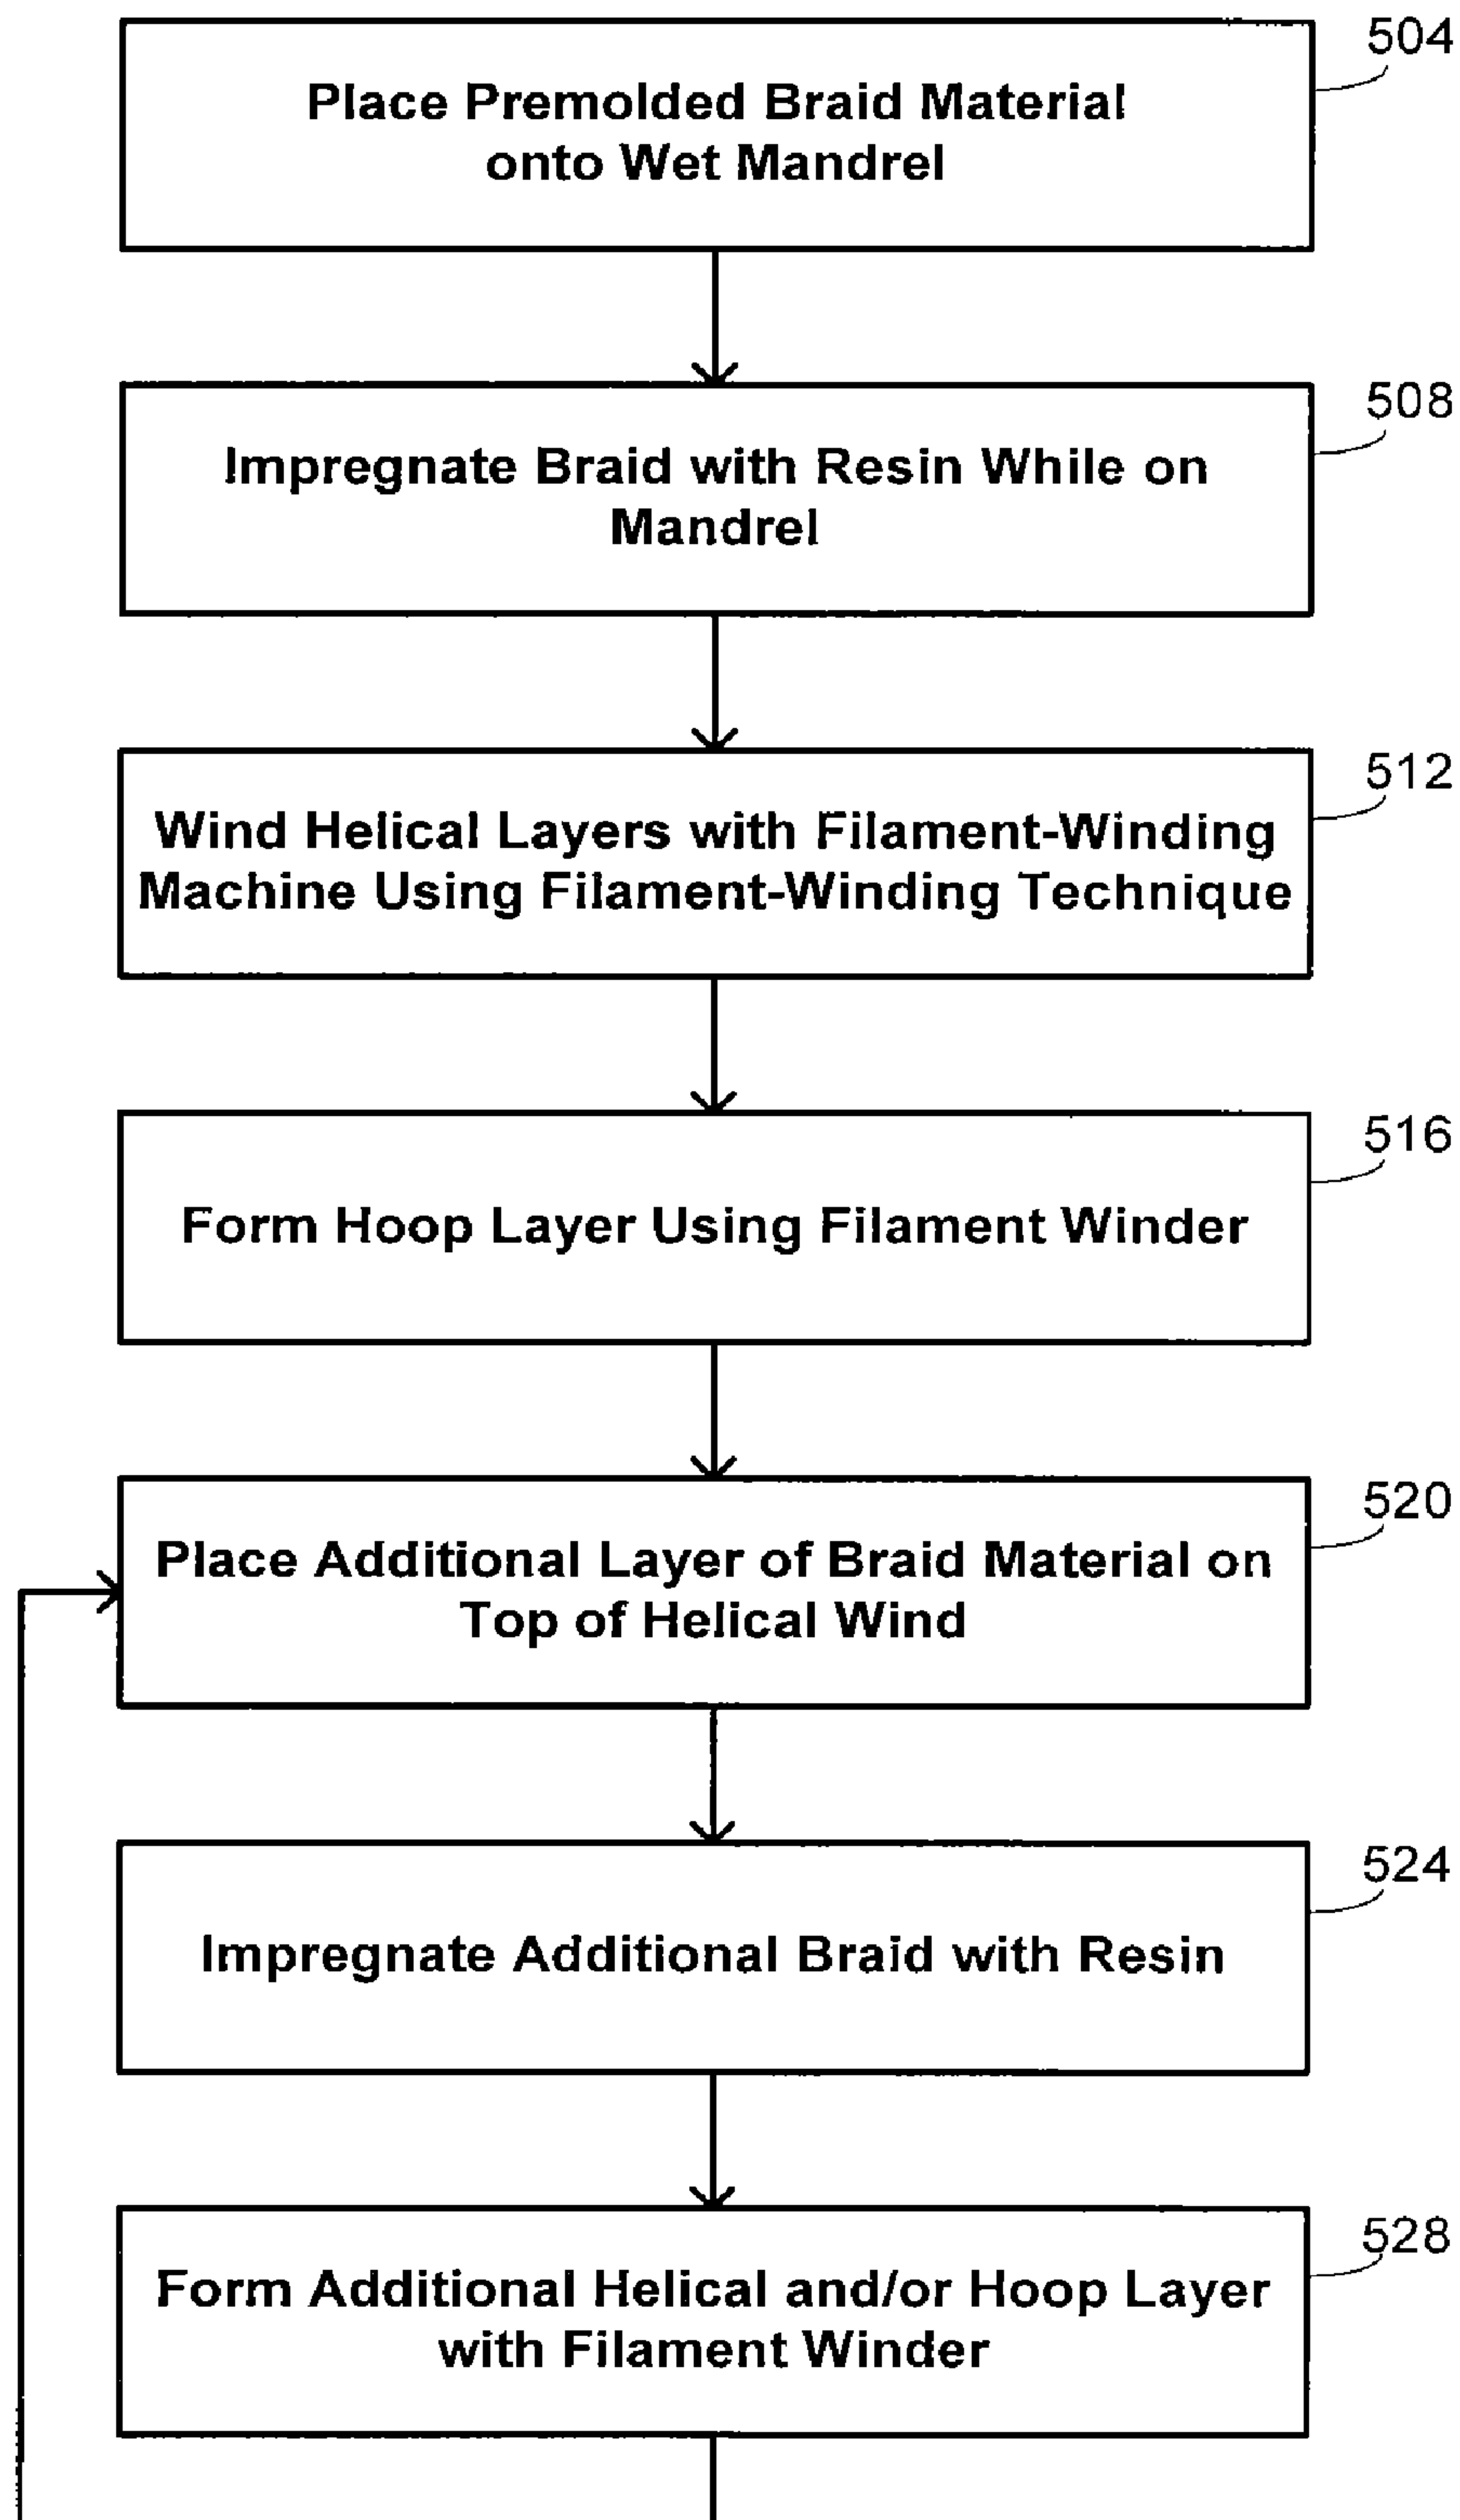 504
Place Premolded Braid Material
onto Wet Mandrel
508
Impregnate Braid with Resin While on
Mandrel
512
Wind Helical Layers with Filament-Winding
Machine Using Filament-Winding Technique
516
Form Hoop Layer Using Filament Winder
520
Place Additional Layer of Braid Material on
Top of Helical Wind
524
Impregnate Additional Braid with Resin
528
Form Additional Helical and/or Hoop Layer
with Filament Winder